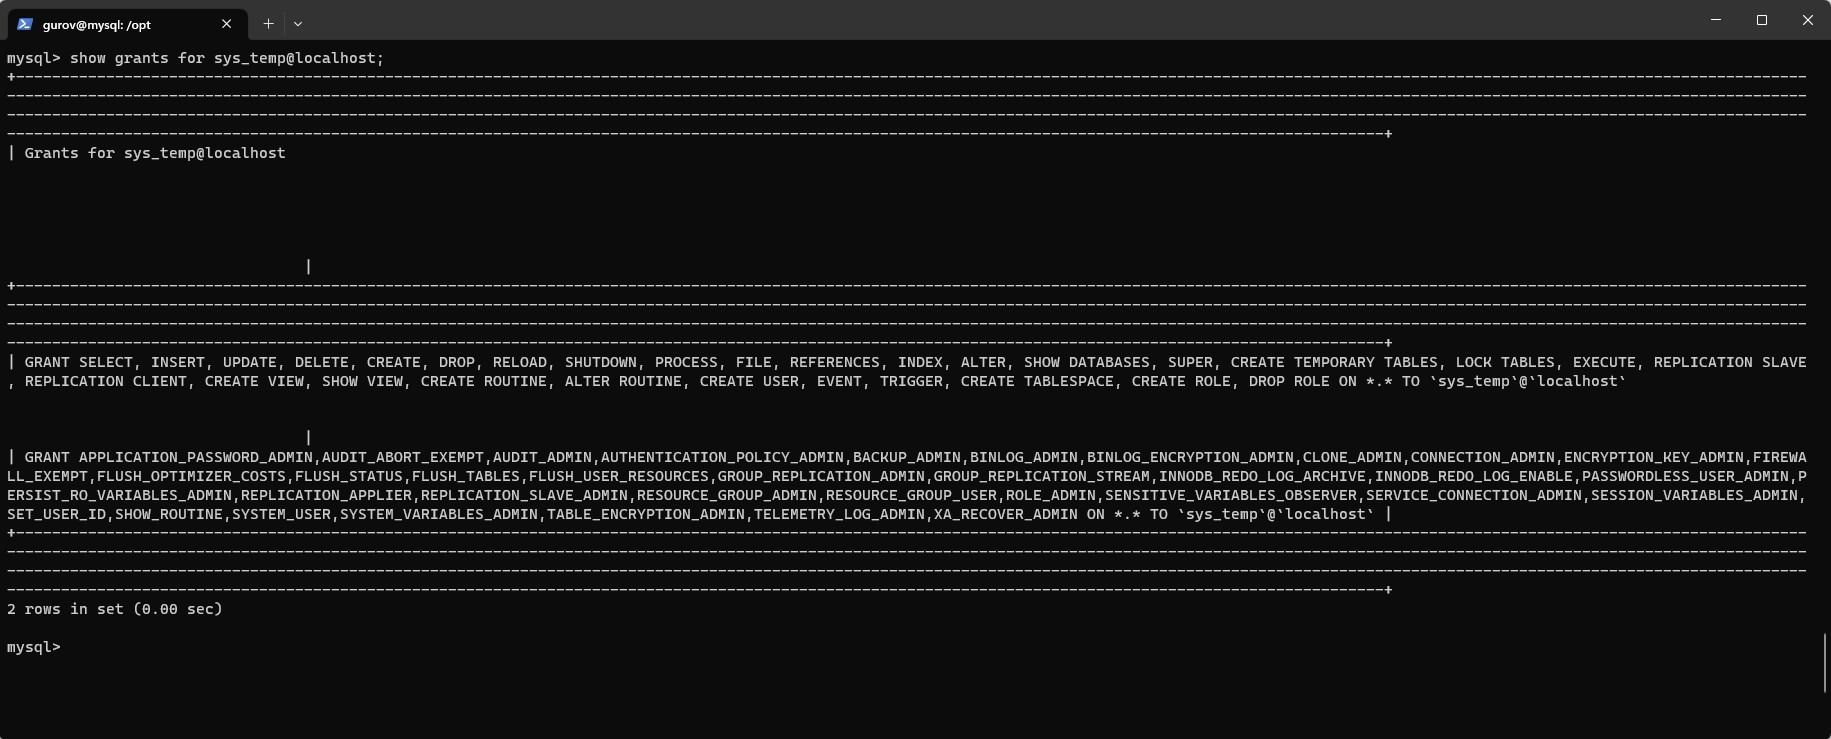 gurov@mysql: /opt
mysql> show grants for sys_temp@localhost;
| Grants for sys_temp@localhost
|
| GRANT SELECT, INSERT, UPDATE, DELETE, CREATE, DROP, RELOAD, SHUTDOWN, PROCESS, FILE, REFERENCES, INDEX, ALTER, SHOW DATABASES, SUPER, CREATE TEMPORARY TABLES, LOCK TABLES, EXECUTE, REPLICATION SLAVE
, REPLICATION CLIENT, CREATE VIEW, SHOW VIEW, CREATE ROUTINE, ALTER ROUTINE, CREATE USER, EVENT, TRIGGER, CREATE TABLESPACE, CREATE ROLE, DROP ROLE ON *.* TO `sys_temp`@`localhost`
|
| GRANT APPLICATION_PASSWORD_ADMIN,AUDIT_ABORT_EXEMPT,AUDIT_ADMIN,AUTHENTICATION_POLICY_ADMIN,BACKUP_ADMIN,BINLOG_ADMIN,BINLOG_ENCRYPTION_ADMIN,CLONE_ADMIN,CONNECTION_ADMIN,ENCRYPTION_KEY_ADMIN,FIREWA
LL_EXEMPT,FLUSH_OPTIMIZER_COSTS,FLUSH_STATUS,FLUSH_TABLES,FLUSH_USER_RESOURCES,GROUP_REPLICATION_ADMIN,GROUP_REPLICATION_STREAM,INNODB_REDO_LOG_ARCHIVE,INNODB_REDO_LOG_ENABLE,PASSWORDLESS_USER_ADMIN,P
ERSIST_RO_VARIABLES_ADMIN,REPLICATION_APPLIER,REPLICATION_SLAVE_ADMIN,RESOURCE_GROUP_ADMIN,RESOURCE_GROUP_USER,ROLE_ADMIN,SENSITIVE_VARIABLES_OBSERVER,SERVICE_CONNECTION_ADMIN,SESSION_VARIABLES_ADMIN,
SET_USER_ID,SHOW_ROUTINE,SYSTEM_USER,SYSTEM_VARIABLES_ADMIN,TABLE_ENCRYPTION_ADMIN,TELEMETRY_LOG_ADMIN,XA_RECOVER_ADMIN ON *.* TO `sys_temp`@`localhost` |
2 rows in set (0.00 sec)
mysql>